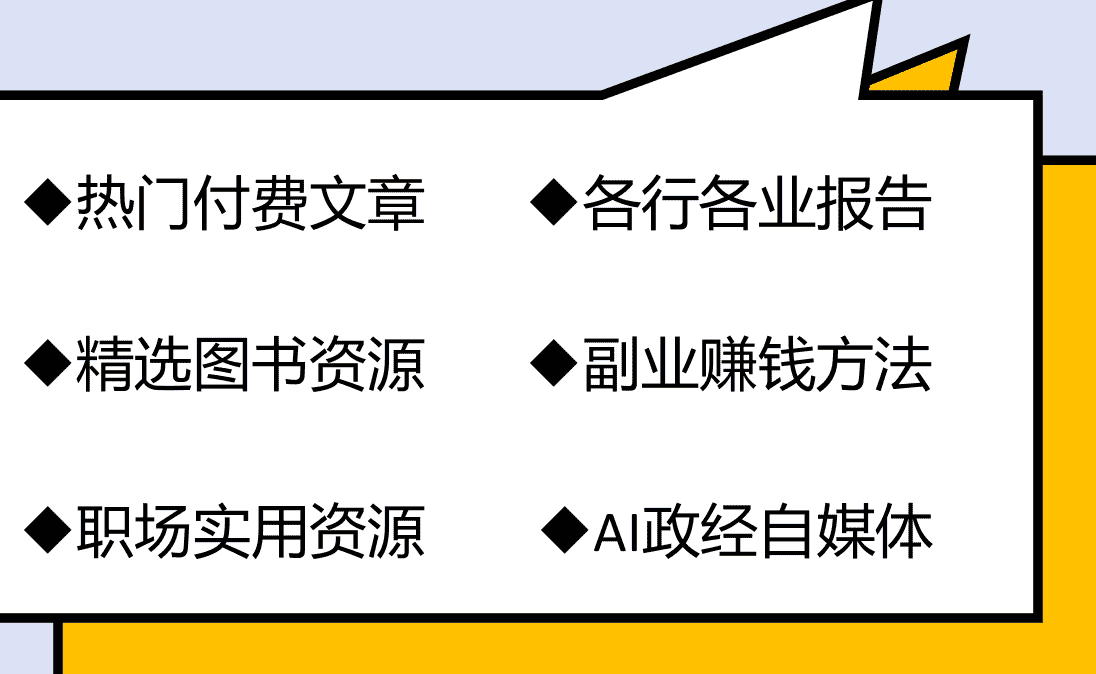 ◆热门付费文章 ◆各行各业报告
◆精选图书资源 ◆副业赚钱方法
◆职场实用资源 ◆AI政经自媒体